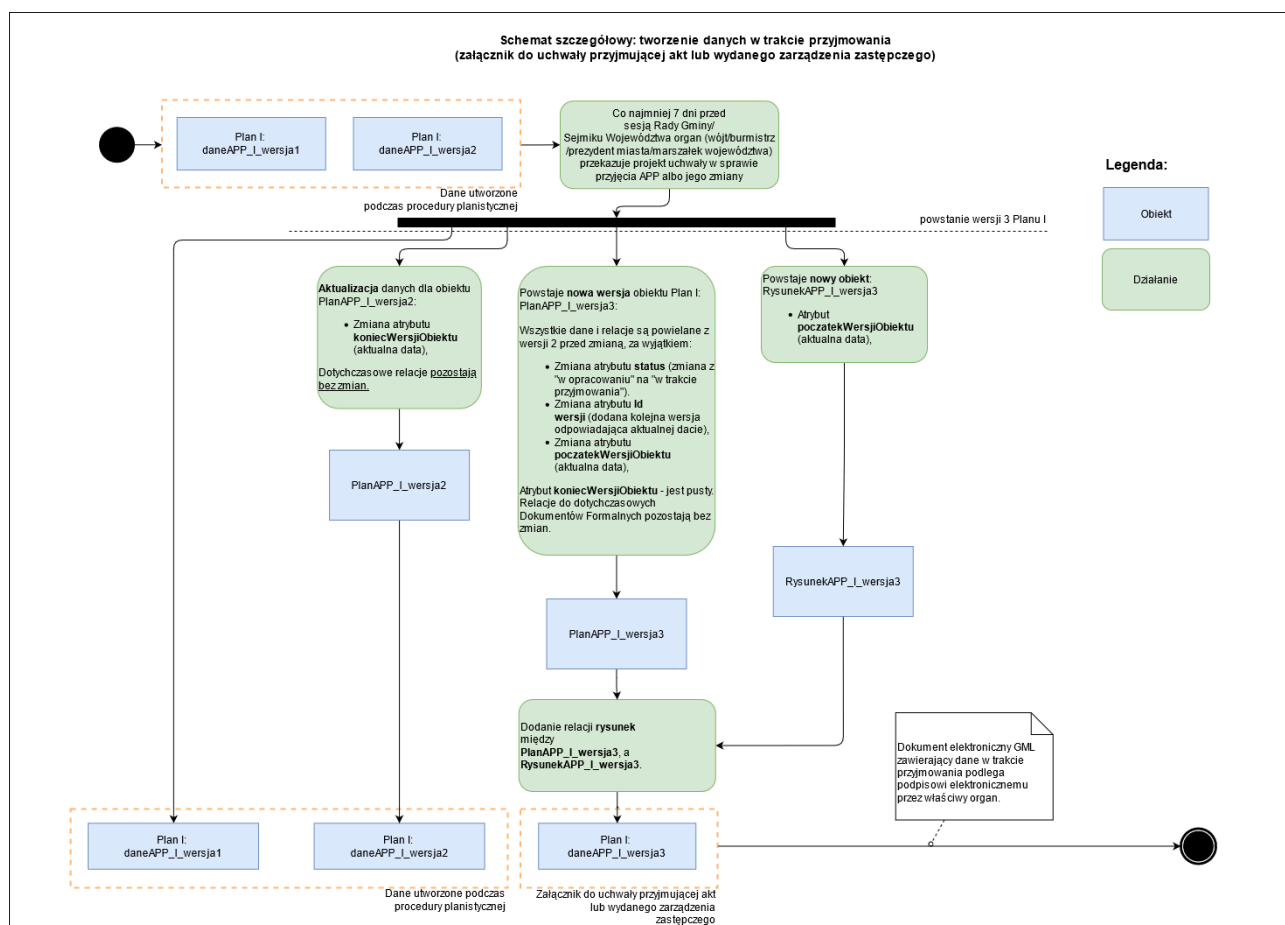 Schemat szczegółowy: tworzenie danych w trakcie przyjmowania
(załącznik do uchwały przyjmującej akt lub wydanego zarządzenia zastępczego)
Plan I:
daneAPP_I_wersja1
Plan I:
daneAPP_I_wersja2
Dane utworzone
podczas procedury planistycznej
Co najmniej 7 dni przed
sesją Rady Gminy/
Sejmiku Województwa organ (wójt/burmistrz
/prezydent miasta/marszałek województwa)
przekazuje projekt uchwały w sprawie
przyjęcia APP albo jego zmiany
Legenda:
Obiekt
Działanie
powstanie wersji 3 Planu I
Aktualizacja danych dla obiektu
PlanAPP_I_wersja2:
• Zmiana atrybutu
koniecWersjiObiektu
(aktualna data),
Dotychczasowe relacje pozostają
bez zmian.
Powstaje nowa wersja obiektu Plan I:
PlanAPP_I_wersja3:
Wszystkie dane i relacje są powielane z
wersji 2 przed zmianą, za wyjątkiem:
• Zmiana atrybutu status (zmiana z
"w opracowaniu" na "w trakcie
przyjmowania").
• Zmiana atrybutu Id
wersji (dodana kolejna wersja
odpowiadająca aktualnej dacie),
• Zmiana atrybutu
poczatekWersjiObiektu
(aktualna data),
Atrybut koniecWersjiObiektu - jest pusty.
Relacje do dotychczasowych
Dokumentów Formalnych pozostają bez
zmian.
Powstaje nowy obiekt:
RysunekAPP_I_wersja3
• Atrybut
poczatekWersjiObiektu
(aktualna data),
PlanAPP_I_wersja2
RysunekAPP_I_wersja3
PlanAPP_I_wersja3
Dodanie relacji rysunek
między
PlanAPP_I_wersja3, a
RysunekAPP_I_wersja3.
Dokument elektroniczny GML
zawierający dane w trakcie
przyjmowania podlega
podpisowi elektronicznemu
przez właściwy organ.
Plan I:
daneAPP_I_wersja1
Plan I:
daneAPP_I_wersja2
Plan I:
daneAPP_I_wersja3
Dane utworzone podczas
procedury planistycznej
Załącznik do uchwały przyjmującej akt
lub wydanego zarządzenia
zastępczego